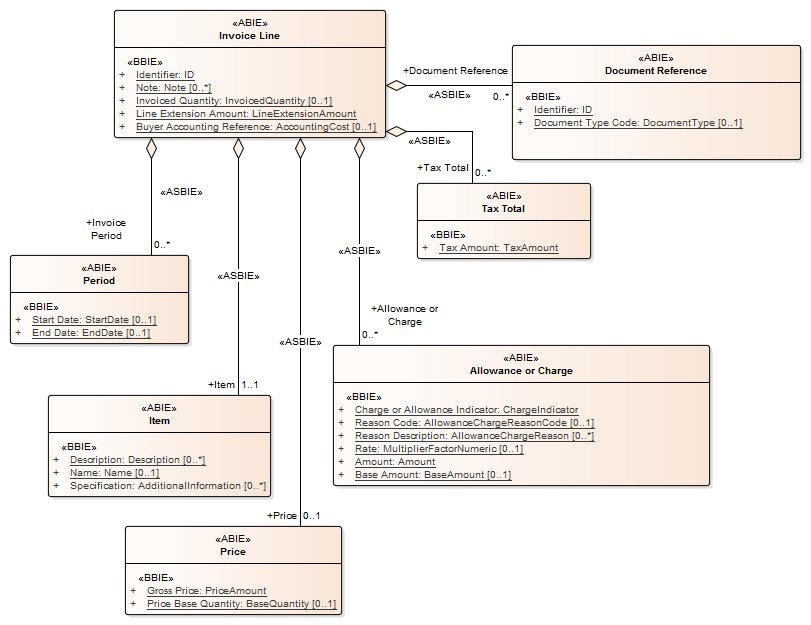 «ABIE»
Invoice Line
«BBIE»
+ Identifier: ID
+ Note: Note [0..*]
+ Invoiced Quantity: InvoicedQuantity [0..1]
+ Line Extension Amount: LineExtensionAmount
+ Buyer Accounting Reference: AccountingCost [0..1]
+Document Reference
«ASBIE»
0..*
«ABIE»
Document Reference
«BBIE»
+ Identifier: ID
+ Document Type Code: DocumentType [0..1]
«ASBIE»
+Tax Total
0..*
«ABIE»
Tax Total
«BBIE»
+ Tax Amount: TaxAmount
«ASBIE»
+Invoice
Period
0..*
«ABIE»
Period
«BBIE»
+ Start Date: StartDate [0..1]
+ End Date: EndDate [0..1]
«ASBIE»
+Item 1..1
«ABIE»
Item
«BBIE»
+ Description: Description [0..*]
+ Name: Name [0..1]
+ Specification: AdditionalInformation [0..*]
«ASBIE»
+Allowance or
Charge
0..*
«ABIE»
Allowance or Charge
«BBIE»
+ Charge or Allowance Indicator: ChargeIndicator
+ Reason Code: AllowanceChargeReasonCode [0..1]
+ Reason Description: AllowanceChargeReason [0..*]
+ Rate: MultiplierFactorNumeric [0..1]
+ Amount: Amount
+ Base Amount: BaseAmount [0..1]
«ASBIE»
+Price 0..1
«ABIE»
Price
«BBIE»
+ Gross Price: PriceAmount
+ Price Base Quantity: BaseQuantity [0..1]